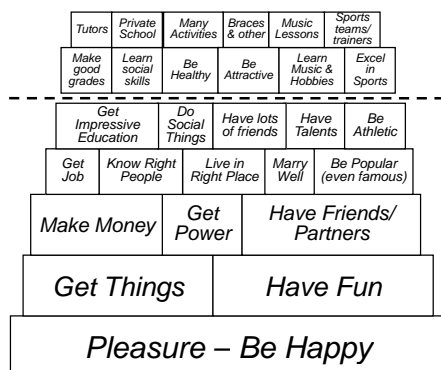 Tutors
Private
School
Many
Activities
Braces
& other
Music
Lessons
Sports
teams/
trainers
Make
good
grades
Learn
social
skills
Be
Healthy
Be
Attractive
Learn
Music &
Hobbies
Excel
in
Sports
Get
Impressive
Education
Do
Social
Things
Have lots
of friends
Have
Talents
Be
Athletic
Get
Job
Know Right
People
Live in
Right Place
Marry
Well
Be Popular
(even famous)
Make Money
Get
Power
Have Friends/
Partners
Get Things
Have Fun
Pleasure – Be Happy